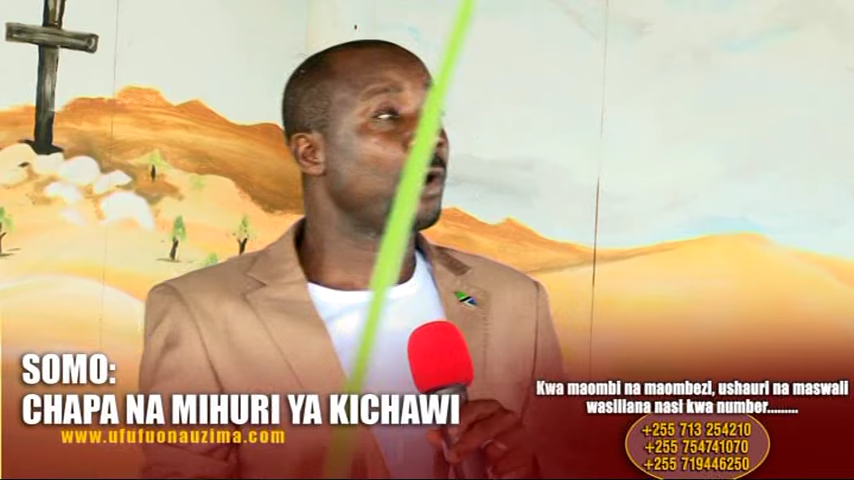 SOMO:
CHAPA NA MIHURI YA KICHAWI
www.ufufuonauzima.com
Kwa maombi na maombezi, ushauri na maswali
wasiliana nasi kwa number.........
+255 713 254210
+255 754741070
+255 719446250